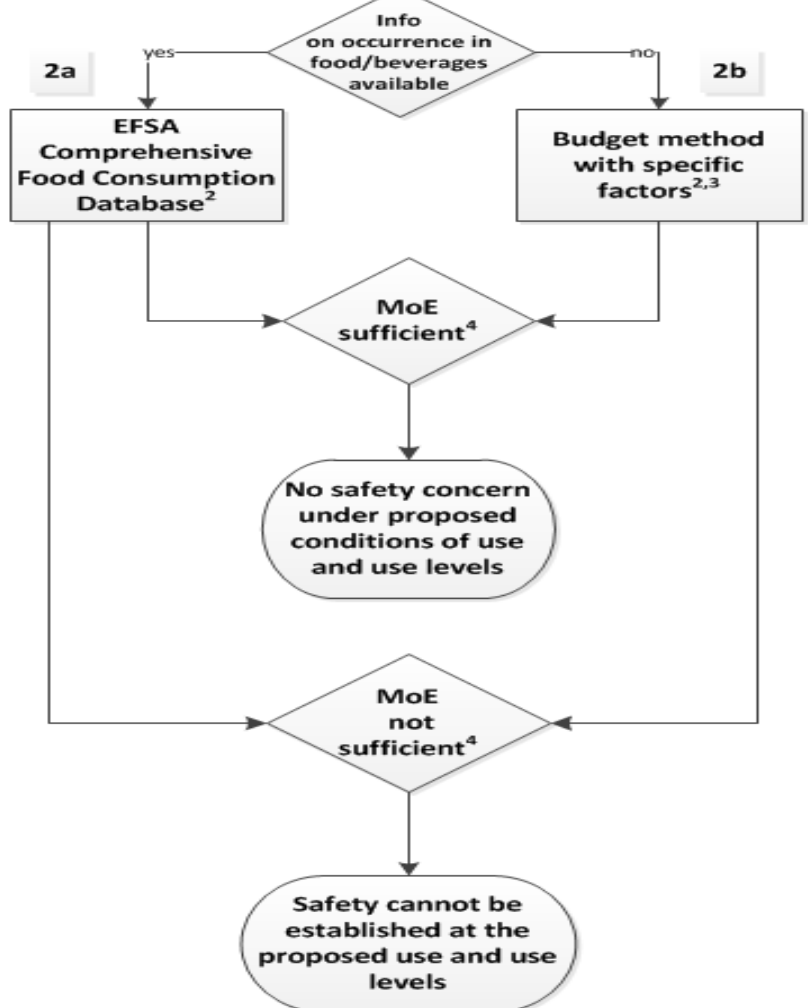 Info
on occurrence in
food/beverages
available
yes
no
2a
2b
EFSA
Comprehensive
Food Consumption
Database²
Budget method
with specific
factors²,³
MoE
sufficient⁴
No safety concern
under proposed
conditions of use
and use levels
MoE
not
sufficient⁴
Safety cannot be
established at the
proposed use and use
levels